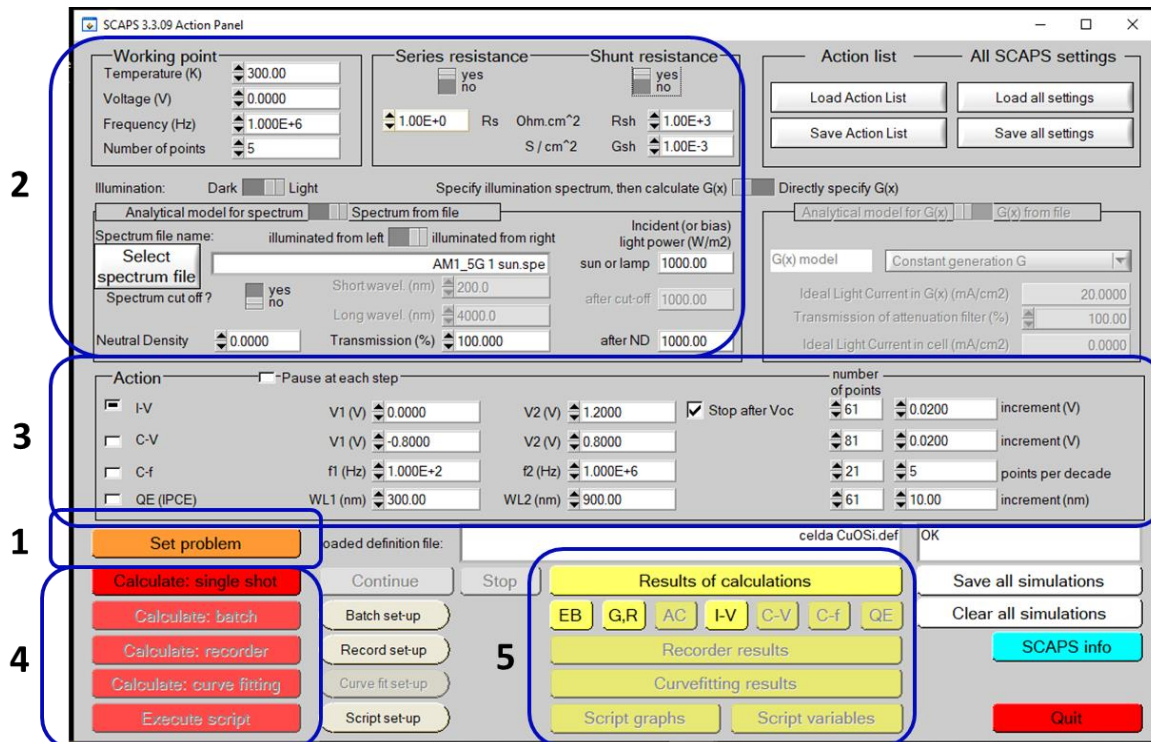 SCAPS 3.3.09 Action Panel
Working point
Temperature (K) 300.00
Voltage (V) 0.0000
Frequency (Hz) 1.000E+6
Number of points 5
Series resistance
yes
no
Shunt resistance
yes
no
1.00E+0 Rs Ohm.cm^2 Rsh 1.00E+3
S / cm^2 Gsh 1.00E-3
Action list
Load Action List
Save Action List
All SCAPS settings
Load all settings
Save all settings
2
Illumination: Dark Light
Specify illumination spectrum, then calculate G(x) Directly specify G(x)
Analytical model for spectrum Spectrum from file
Spectrum file name: illuminated from left illuminated from right
Incident (or bias)
light power (W/m2)
Select
spectrum file
AM1_5G 1 sun.spe
sun or lamp 1000.00
Spectrum cut off ? yes
no
Short wavel. (nm) 200.0
Long wavel. (nm) 4000.0
after cut-off 1000.00
Neutral Density 0.0000 Transmission (%) 100.000 after ND 1000.00
Analytical model for G(x) G(x) from file
G(x) model Constant generation G
Ideal Light Current in G(x) (mA/cm2) 20.0000
Transmission of attenuation filter (%) 100.00
Ideal Light Current in cell (mA/cm2) 0.0000
3
Action Pause at each step
number
of points
I-V V1 (V) 0.0000 V2 (V) 1.2000 Stop after Voc 61 0.0200 increment (V)
C-V V1 (V) -0.8000 V2 (V) 0.8000 81 0.0200 increment (V)
C-f f1 (Hz) 1.000E+2 f2 (Hz) 1.000E+6 21 5 points per decade
QE (IPCE) WL1 (nm) 300.00 WL2 (nm) 900.00 61 10.00 increment (nm)
1
Set problem oaded definition file: celda CuOSi.def OK
4
Calculate: single shot Continue Stop
Calculate: batch Batch set-up
Calculate: recorder Record set-up
Calculate: curve fitting Curve fit set-up
Execute script Script set-up
5
Results of calculations
EB G,R AC I-V C-V C-f QE
Recorder results
Curvefitting results
Script graphs Script variables
Save all simulations
Clear all simulations
SCAPS info
Quit